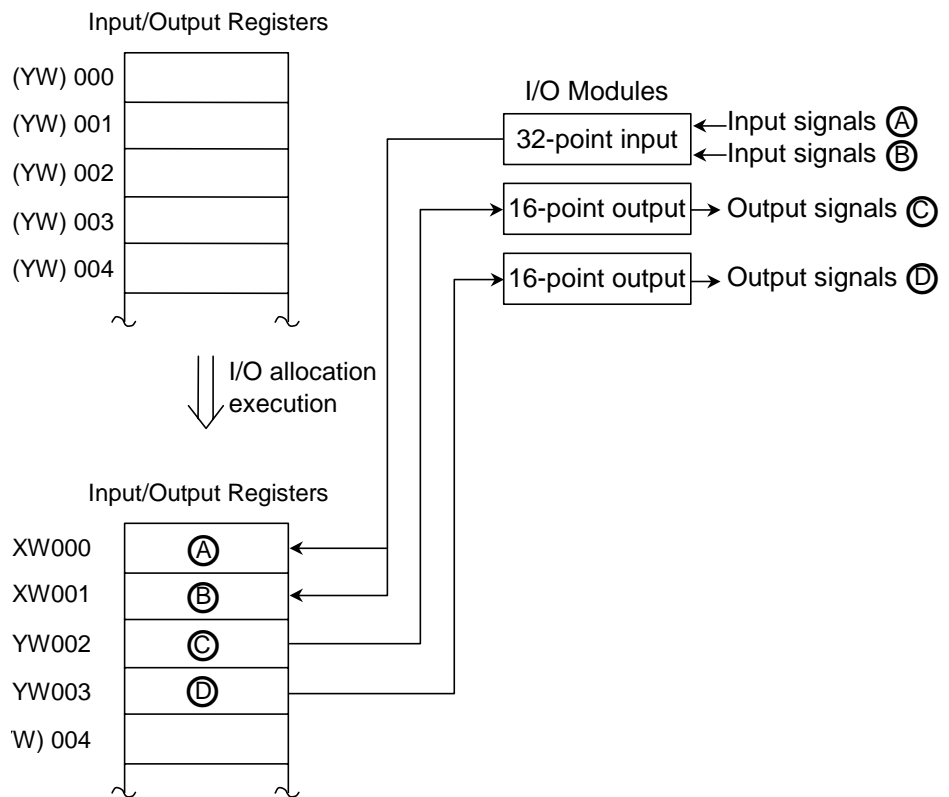 Input/Output Registers
(YW) 000
(YW) 001
(YW) 002
(YW) 003
(YW) 004
I/O Modules
32-point input
Input signals Ⓐ
Input signals Ⓑ
16-point output
Output signals Ⓒ
16-point output
Output signals Ⓓ
I/O allocation
execution
Input/Output Registers
XW000 Ⓐ
XW001 Ⓑ
YW002 Ⓒ
YW003 Ⓓ
W) 004